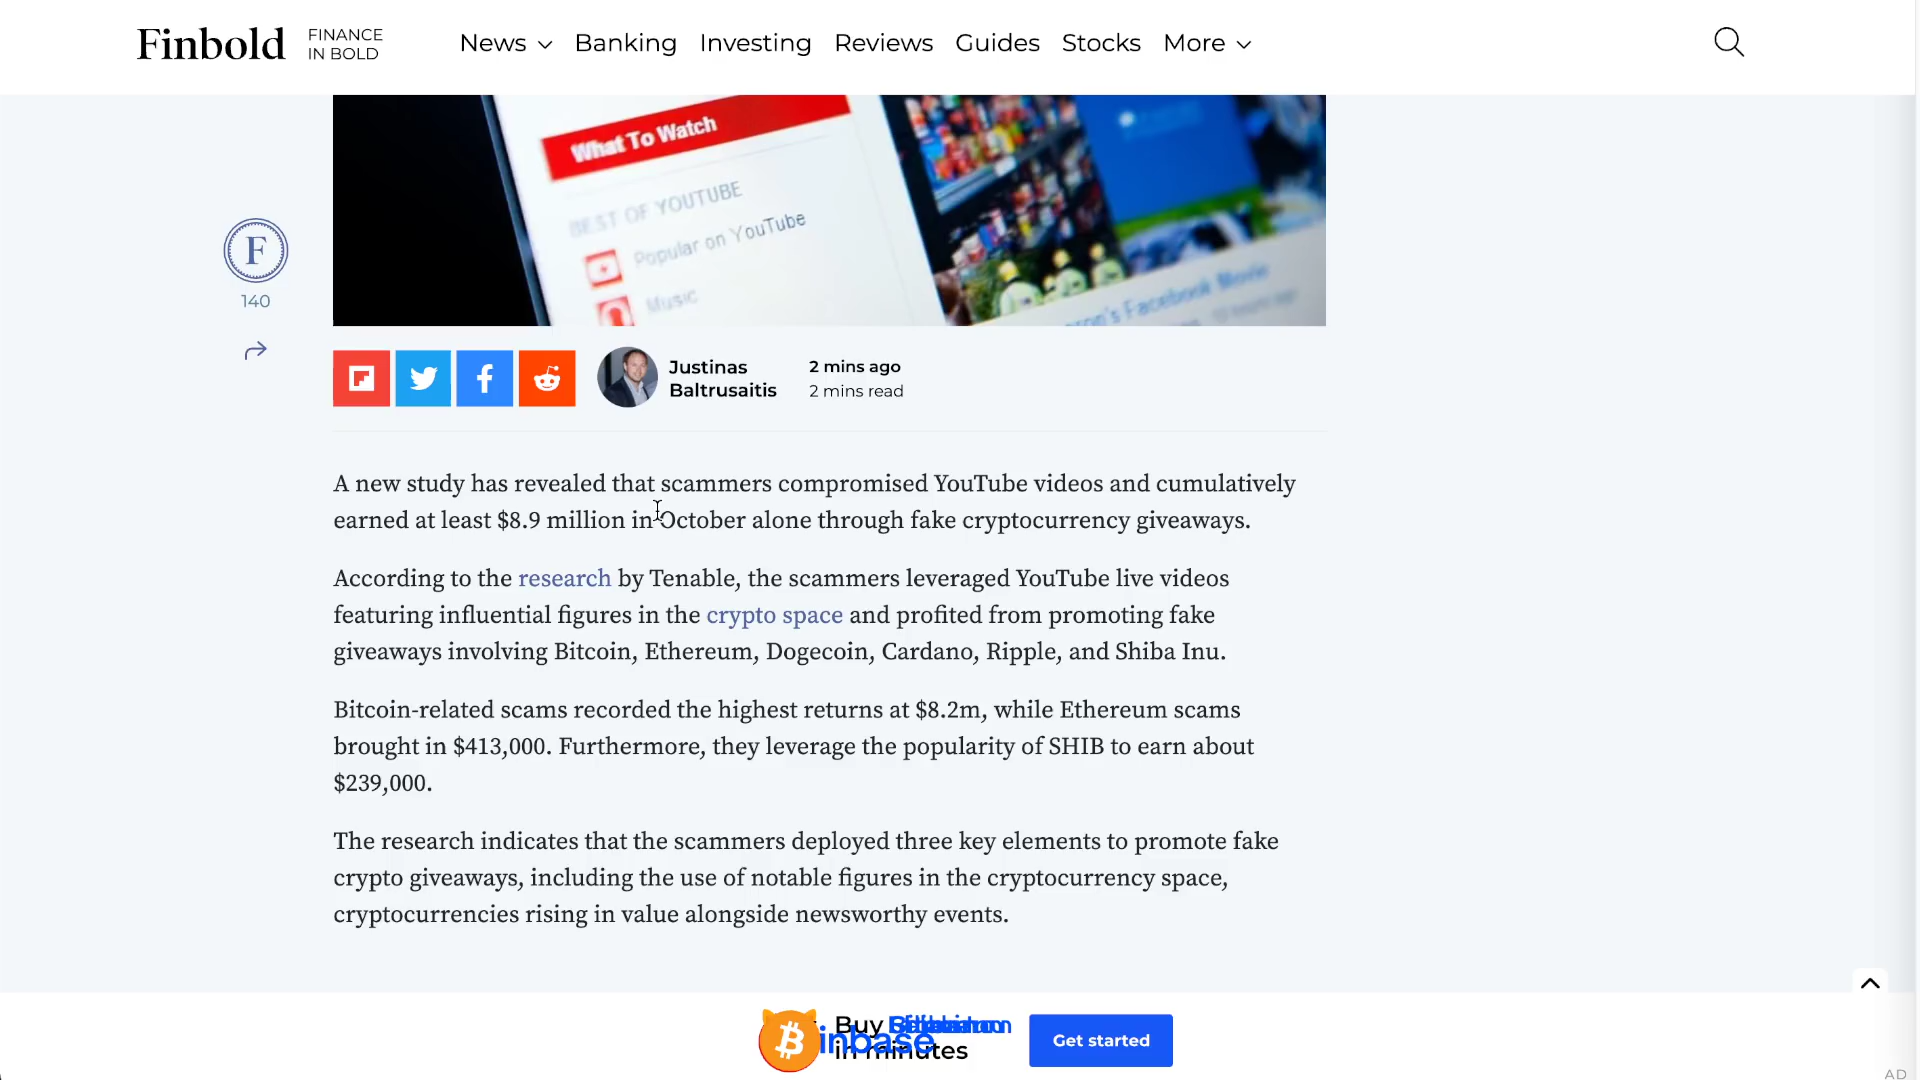 Finbold
FINANCE
IN BOLD
News Banking Investing Reviews Guides Stocks More
What To Watch
BEST OF YOUTUBE
Popular on YouTube
Music
's Facebook Movie
F
140
Justinas
Baltrusaitis
2 mins ago
2 mins read
A new study has revealed that scammers compromised YouTube videos and cumulatively
earned at least $8.9 million in October alone through fake cryptocurrency giveaways.
According to the research by Tenable, the scammers leveraged YouTube live videos
featuring influential figures in the crypto space and profited from promoting fake
giveaways involving Bitcoin, Ethereum, Dogecoin, Cardano, Ripple, and Shiba Inu.
Bitcoin-related scams recorded the highest returns at $8.2m, while Ethereum scams
brought in $413,000. Furthermore, they leverage the popularity of SHIB to earn about
$239,000.
The research indicates that the scammers deployed three key elements to promote fake
crypto giveaways, including the use of notable figures in the cryptocurrency space,
cryptocurrencies rising in value alongside newsworthy events.
Buy
in minutes
Get started
AD